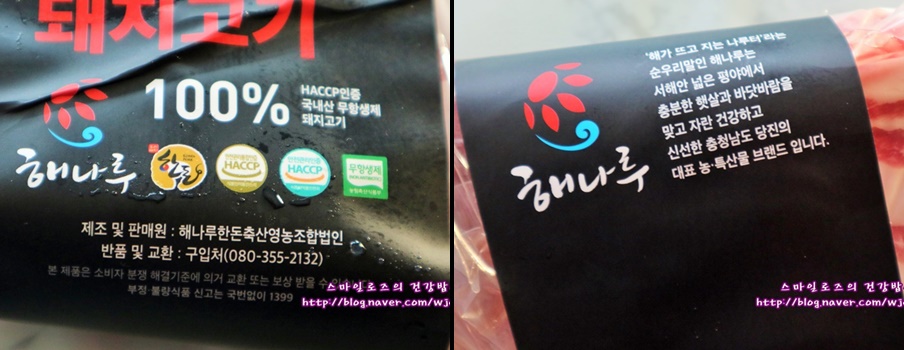 돼지고기
100%
HACCP인증
국내산 무항생제
돼지고기
해나루
한돈
HACCP
HACCP
무항생제
제조 및 판매원 : 해나루한돈축산영농조합법인
반품 및 교환 : 구입처(080-355-2132)
본 제품은 소비자 분쟁 해결기준에 의거 교환 또는 보상 받을 수
부정·불량식품 신고는 국번없이 1399
스마일로즈의 건강밥
http://blog.naver.com/wj
'해가 뜨고 지는 나루터'라는
순우리말인 해나루는
서해안 넓은 평야에서
충분한 햇살과 바닷바람을
맞고 자란 건강하고
신선한 충청남도 당진의
대표 농·특산물 브랜드 입니다.
해나루
스마일로즈의 건강밥
http://blog.naver.com/wj